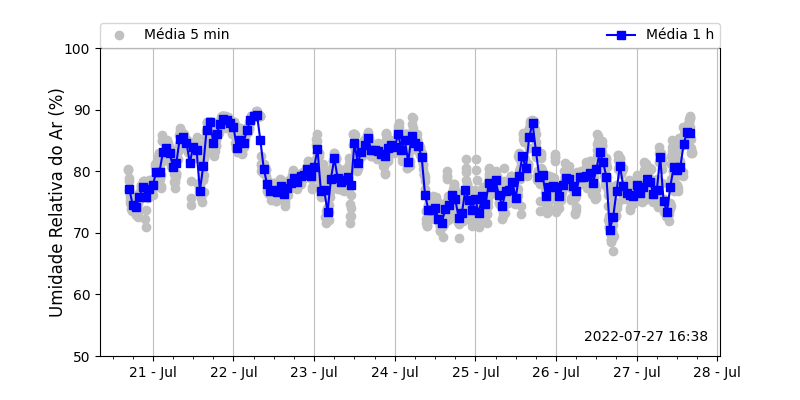 Média 5 min
Média 1 h
Umidade Relativa do Ar (%)
100
90
80
70
60
50
2022-07-27 16:38
21 - Jul
22 - Jul
23 - Jul
24 - Jul
25 - Jul
26 - Jul
27 - Jul
28 - Jul